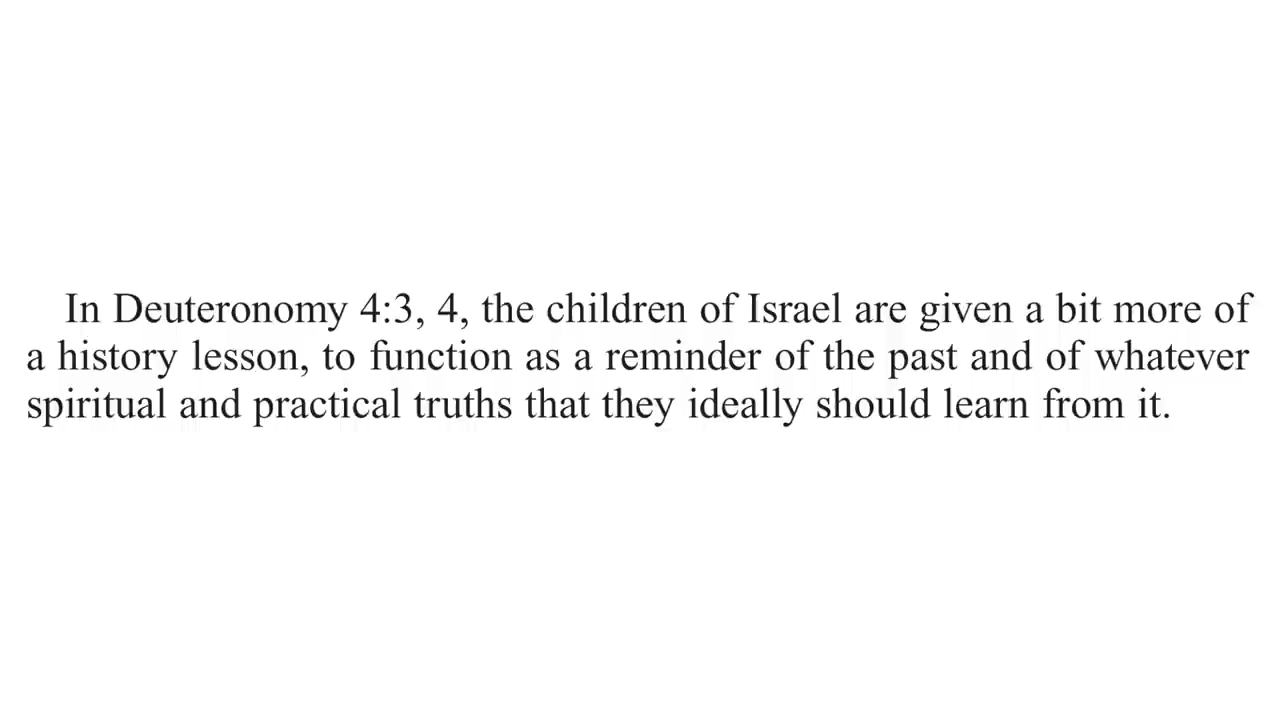 In Deuteronomy 4:3, 4, the children of Israel are given a bit more of
a history lesson, to function as a reminder of the past and of whatever
spiritual and practical truths that they ideally should learn from it.